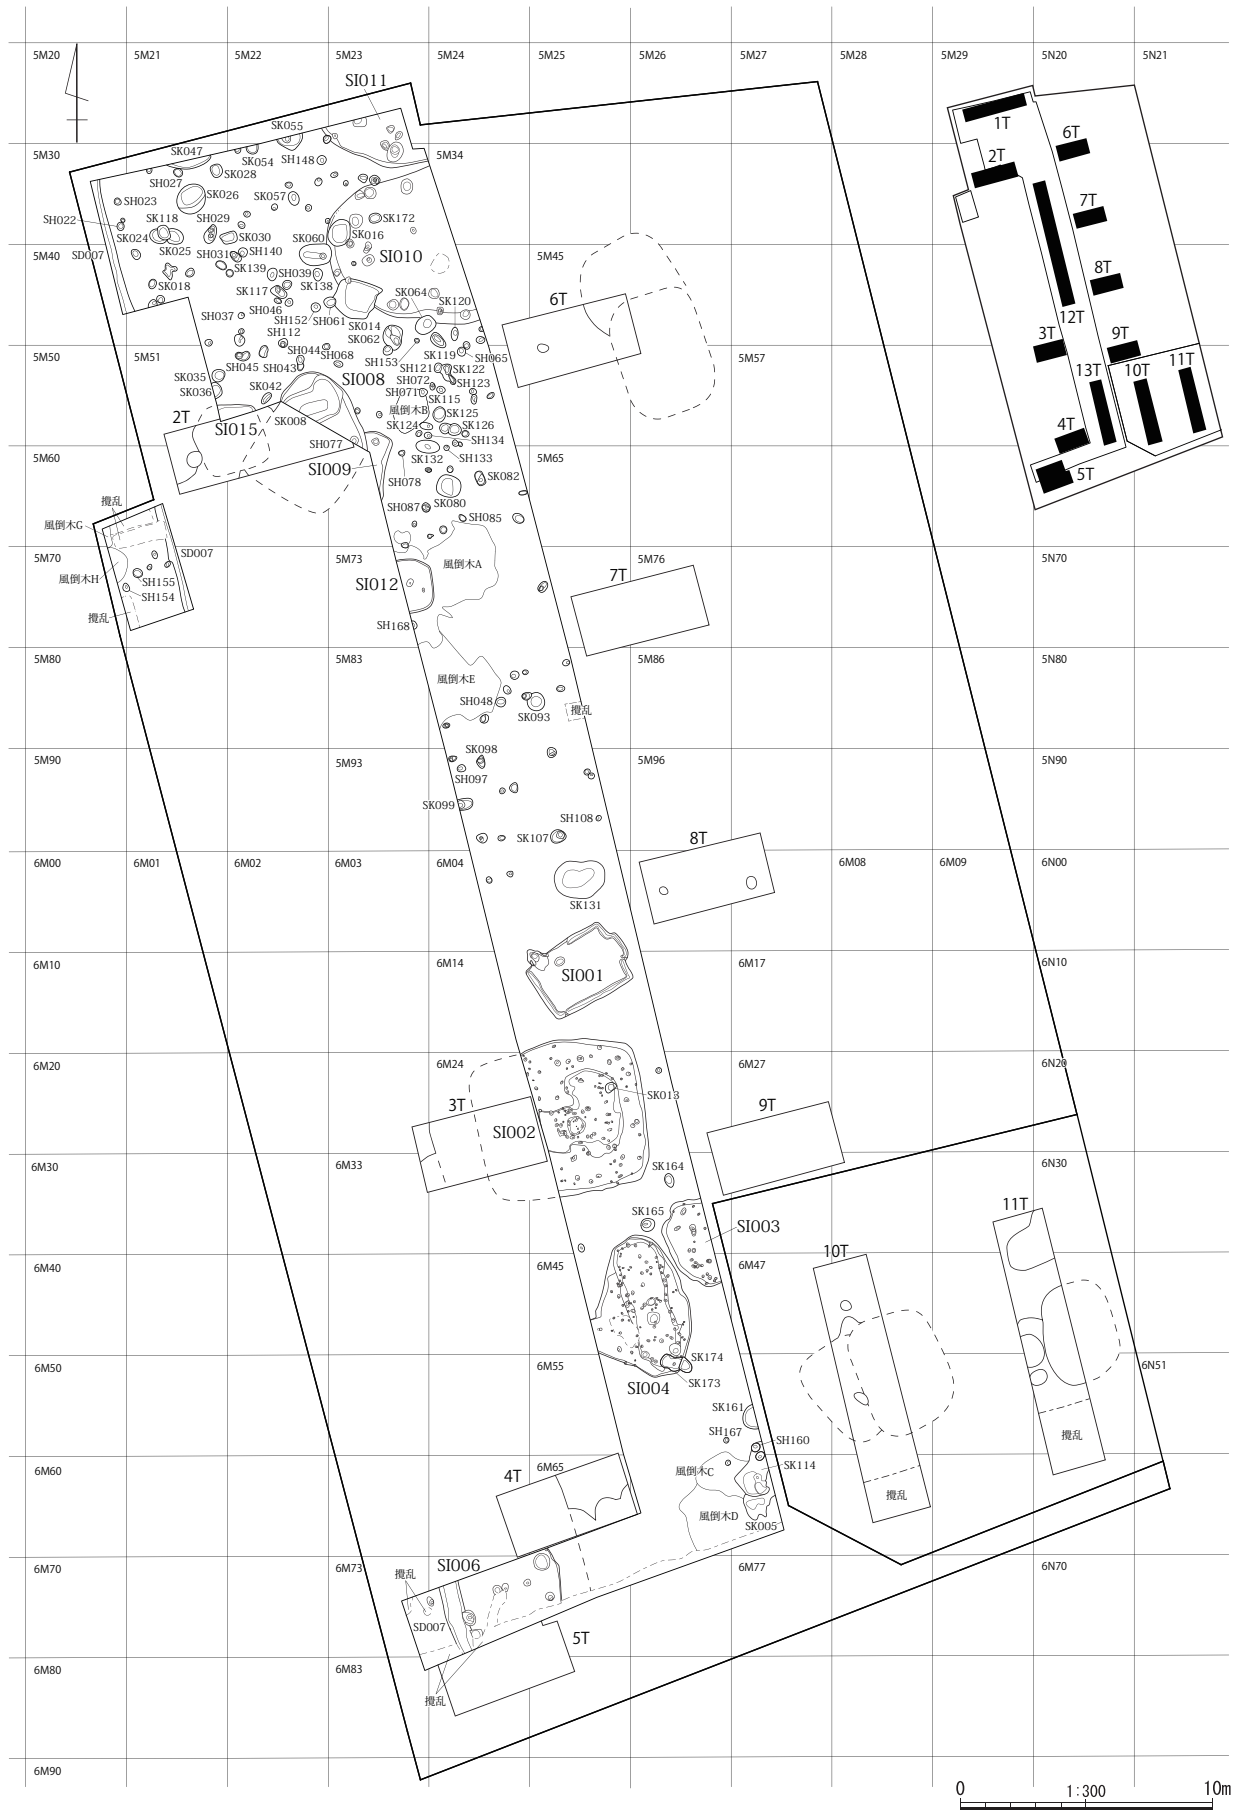 5M20 5M21 5M22 5M23 5M24 5M25 5M26 5M27 5M28 5M29 5N20 5N21
SI011
SK055
1T
6T
5M30 SK047 SK054 SH148 5M34
2T
SH027 SK028
SH023 SK026 SK057
7T
SH022 SK118 SH029 SK172
SK024 SK030 SK060 SK016
SD007 5M40 SK025 SH031 SH140 SI010 5M45
SK139 SH039
8T
SK018 SK117 SK138 SK064 SK120 6T
SH037 SH046 SH152 SH061 SK014
12T
SH112 SK062
3T 9T
5M50 5M51 SH044 SH068 SH153 SK119 SH065 5M57
11T
SH045 SH043 SH121 SK122
13T 10T
SK035 SI008 SH072 SH123
SK036 SK042 SH071 SK115
2T SK008 風倒木B SK125
SI015 SK124 SK126
4T
SH077 SH134
5M60 SI009 SK132 SH133 5M65
5T
SH078 SK082
攪乱 SK080
SH087 SH085
風倒木G
5M70 SD007 5M73 風倒木A 5M76 5N70
風倒木H SH155 SI012 7T
SH154
攪乱 SH168
5M80 5M83 5M86 5N80
風倒木E
SH048 SK093 攪乱
5M90 5M93 SK098 5M96 5N90
SH097
SK099
SH108
SK107 8T
6M00 6M01 6M02 6M03 6M04 6M08 6M09 6N00
SK131
6M10 6M14 SI001 6M17 6N10
6M20 6M24 6M27 6N20
SK013
3T SI002 9T
6M30 6M33 SK164 6N30
SK165 SI003 11T
6M40 6M45 6M47 10T
6M50 6M55 SK174 6N51
SI004 SK173
SK161
SH167 SH160 攪乱
6M60 6M65 風倒木C SK114
4T 攪乱
風倒木D SK005
6M70 6M73 SI006 6M77 6N70
攪乱
SD007 5T
6M80 6M83
攪乱
6M90
0 1:300 10m